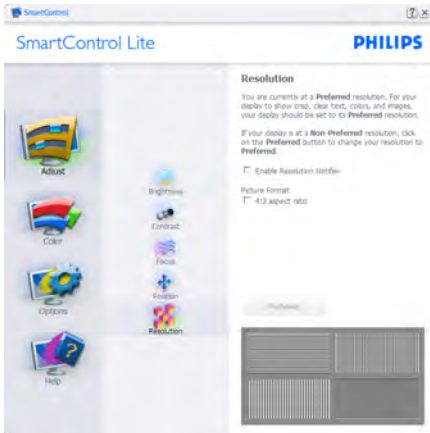 SmartControl
SmartControl Lite
PHILIPS
Adjust
Color
Options
Help
Brightness
Contrast
Focus
Position
Resolution
Resolution
You are currently at a Preferred resolution. For your
display to show crisp, clear text, colors, and images,
your display should be set to its Preferred resolution.
If your display is at a Non-Preferred resolution, click
on the Preferred button to change your resolution to
Preferred.
Enable Resolution Notifier
Picture Format
4:3 aspect ratio
Preferred